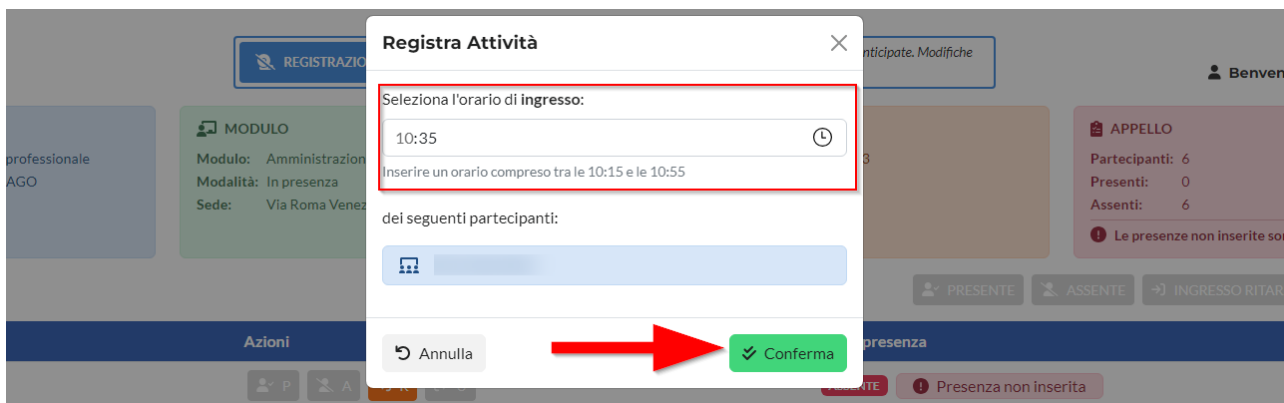 Registra Attività
REGISTRAZIO
nticipate. Modifiche
Benven
Seleziona l'orario di ingresso:
10:35
Inserire un orario compreso tra le 10:15 e le 10:55
professionale
AGO
MODULO
Modulo: Amministrazion
Modalità: In presenza
Sede: Via Roma Venez
3
APPELLO
Partecipanti: 6
Presenti: 0
Assenti: 6
Le presenze non inserite so
dei seguenti partecipanti:
PRESENTE
ASSENTE
INGRESSO RITAR
Azioni
presenza
Annulla
Conferma
P
A
Presenza non inserita